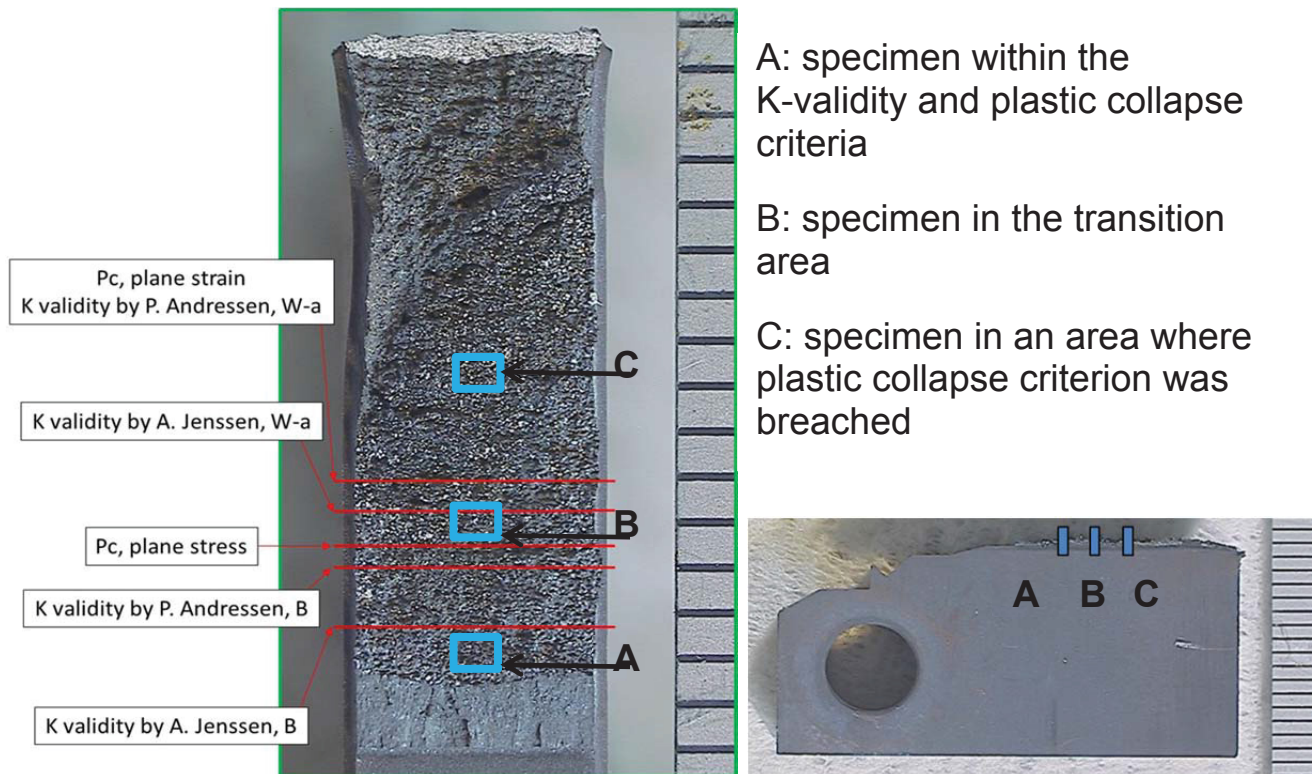 Pc, plane strain
K validity by P. Andressen, W-a
K validity by A. Jenssen, W-a
Pc, plane stress
K validity by P. Andressen, B
K validity by A. Jenssen, B
C
B
A
A: specimen within the
K-validity and plastic collapse
criteria
B: specimen in the transition
area
C: specimen in an area where
plastic collapse criterion was
breached
A B C